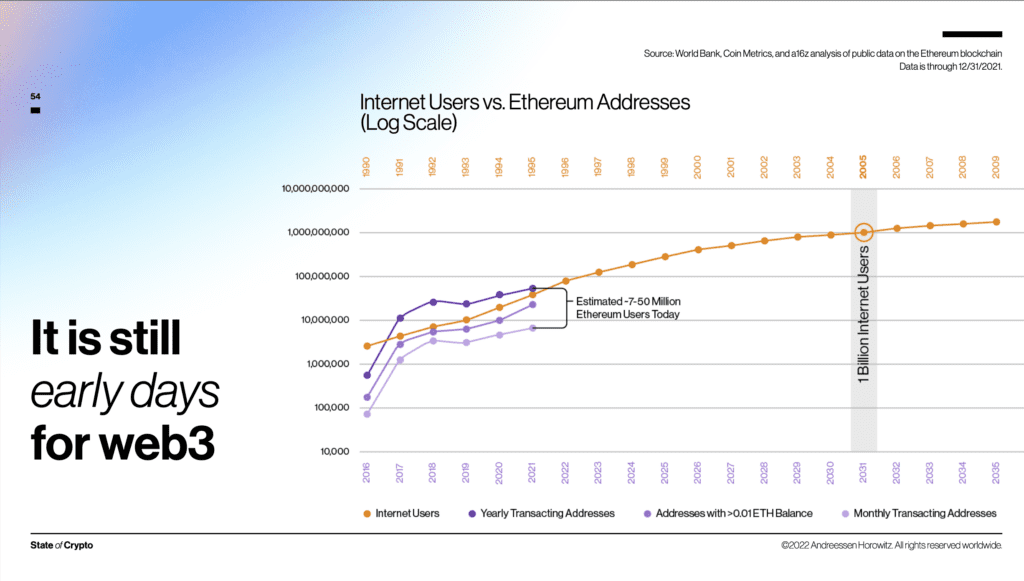 Source: World Bank, Coin Metrics, and a16z analysis of public data on the Ethereum blockchain
Data is through 12/31/2021.
54
Internet Users vs. Ethereum Addresses
(Log Scale)
1990 1991 1992 1993 1994 1995 1996 1997 1998 1999 2000 2001 2002 2003 2004 2005 2006 2007 2008 2009
10,000,000,000
1,000,000,000
100,000,000
10,000,000
1,000,000
100,000
10,000
Estimated ~7-50 Million
Ethereum Users Today
1 Billion Internet Users
It is still
early days
for web3
2016 2017 2018 2019 2020 2021 2022 2023 2024 2025 2026 2027 2028 2029 2030 2031 2032 2033 2034 2035
Internet Users Yearly Transacting Addresses Addresses with >0.01 ETH Balance Monthly Transacting Addresses
State of Crypto
©2022 Andreessen Horowitz. All rights reserved worldwide.